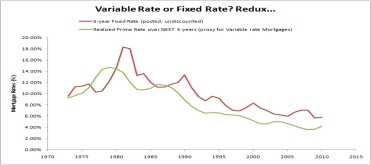 Variable Rate or Fixed Rate? Redux...
5-year Fixed Rate (posted, undiscounted)
Realized Prime Rate over NEXT 5-years (proxy for Variable rate Mortgages)
20.00%
18.00%
16.00%
14.00%
12.00%
10.00%
8.00%
6.00%
4.00%
2.00%
0.00%
Mortgage Rate (%)
1970 1975 1980 1985 1990 1995 2000 2005 2010 2015